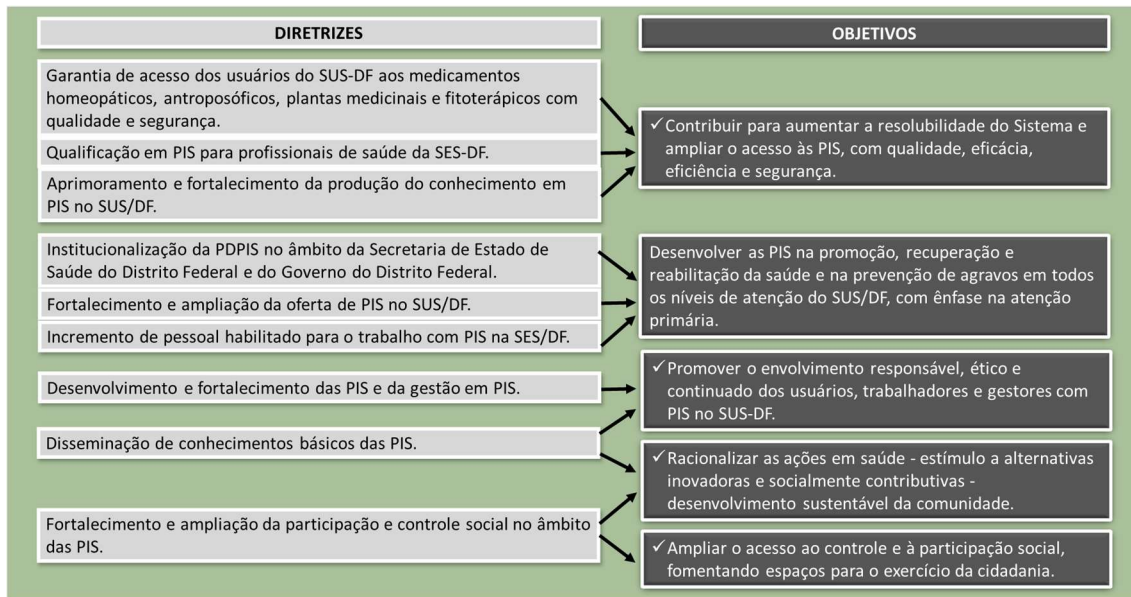 DIRETRIZES
Garantia de acesso dos usuários do SUS-DF aos medicamentos
homeopáticos, antroposóficos, plantas medicinais e fitoterápicos com
qualidade e segurança.
Qualificação em PIS para profissionais de saúde da SES-DF.
Aprimoramento e fortalecimento da produção do conhecimento em
PIS no SUS/DF.
Institucionalização da PDPIS no âmbito da Secretaria de Estado de
Saúde do Distrito Federal e do Governo do Distrito Federal.
Fortalecimento e ampliação da oferta de PIS no SUS/DF.
Incremento de pessoal habilitado para o trabalho com PIS na SES/DF.
Desenvolvimento e fortalecimento das PIS e da gestão em PIS.
Disseminação de conhecimentos básicos das PIS.
Fortalecimento e ampliação da participação e controle social no âmbito
das PIS.
OBJETIVOS
✓Contribuir para aumentar a resolubilidade do Sistema e
ampliar o acesso às PIS, com qualidade, eficácia,
eficiência e segurança.
Desenvolver as PIS na promoção, recuperação e
reabilitação da saúde e na prevenção de agravos em todos
os níveis de atenção do SUS/DF, com ênfase na atenção
primária.
✓Promover o envolvimento responsável, ético e
continuado dos usuários, trabalhadores e gestores com
PIS no SUS-DF.
✓Racionalizar as ações em saúde - estímulo a alternativas
inovadoras e socialmente contributivas -
desenvolvimento sustentável da comunidade.
✓Ampliar o acesso ao controle e à participação social,
fomentando espaços para o exercício da cidadania.